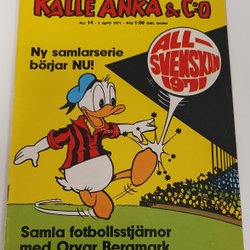 KALLE ANKA & C:O
Nr. 14 - 1 april 1971 - Pris 1:50 inkl. moms
Ny samlarserie
börjar NU!
ALL-
SVENSKAN
1971
Samla fotbollsstjärnor
med Orvar Bergmark